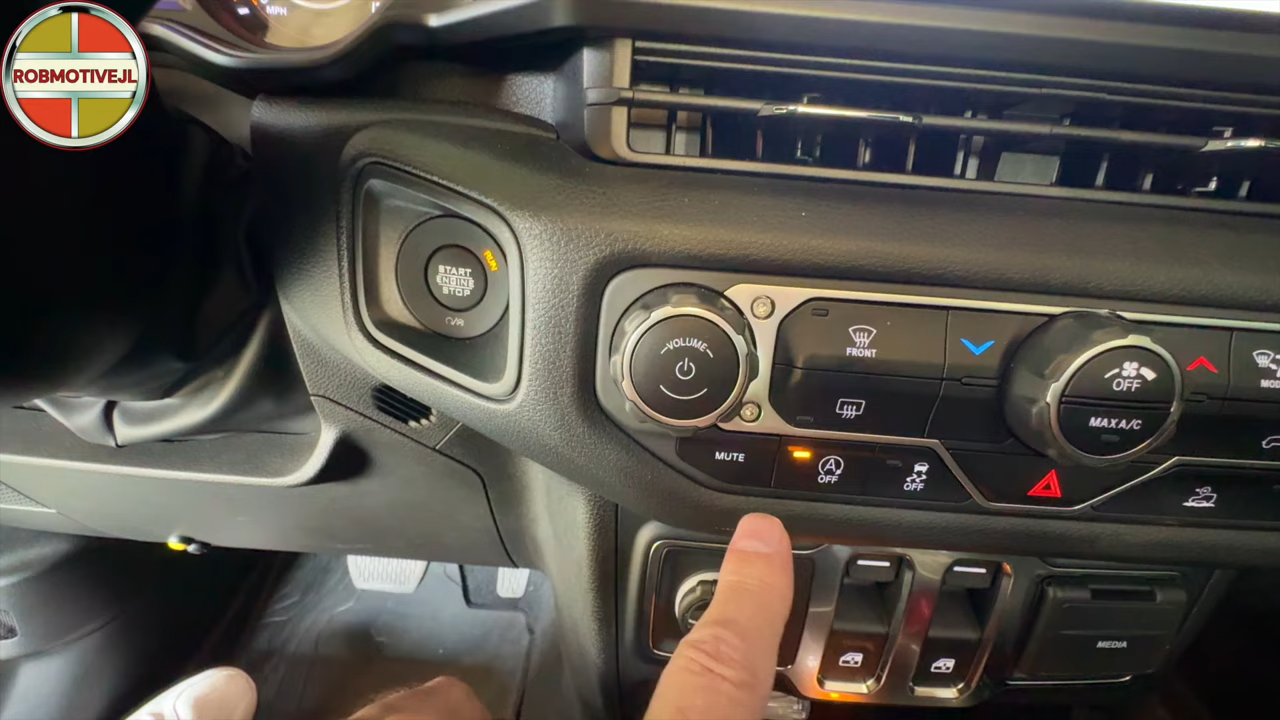 MPH
ROBMOTIVEJL
START
ENGINE
STOP
RUN
VOLUME
FRONT
OFF
MAX A/C
MUTE
OFF
OFF
MEDIA